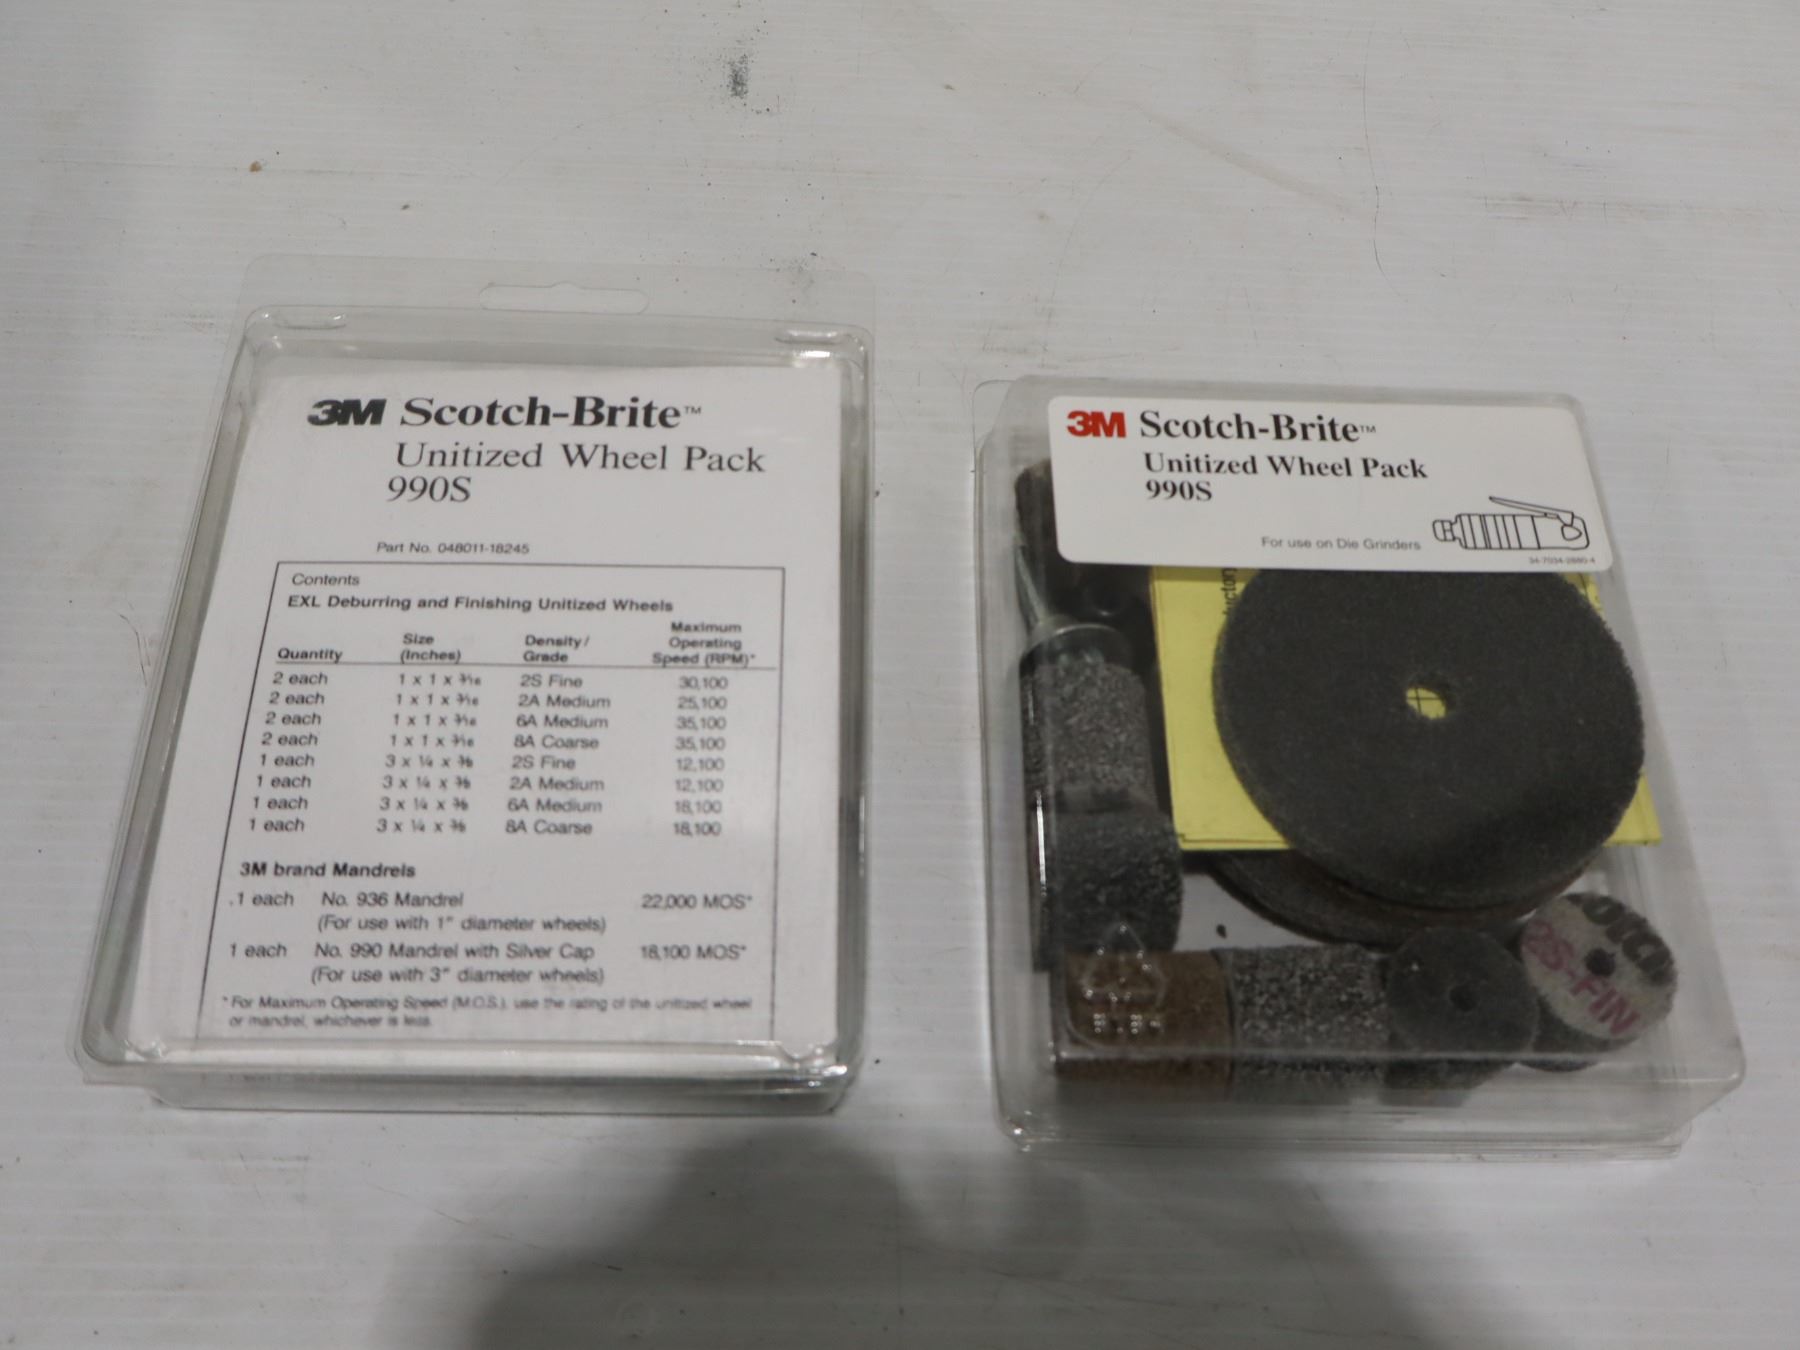 3M Scotch-Brite™
Unitized Wheel Pack
990S
Part No. 048011-18245
Contents
EXL Deburring and Finishing Unitized Wheels
Quantity Size (Inches) Density/ Grade Maximum Operating Speed (RPM)*
2 each 1 x 1 x 3/16 2S Fine 30,100
2 each 1 x 1 x 3/16 2A Medium 25,100
2 each 1 x 1 x 3/16 6A Medium 35,100
2 each 1 x 1 x 3/16 8A Coarse 35,100
1 each 3 x 1/4 x 3/8 2S Fine 12,100
1 each 3 x 1/4 x 3/8 2A Medium 12,100
1 each 3 x 1/4 x 3/8 6A Medium 18,100
1 each 3 x 1/4 x 3/8 8A Coarse 18,100
3M brand Mandrels
1 each No. 936 Mandrel 22,000 MOS*
(For use with 1" diameter wheels)
1 each No. 990 Mandrel with Silver Cap 18,100 MOS*
(For use with 3" diameter wheels)
* For Maximum Operating Speed (M.O.S.), use the rating of the unitized wheel
or mandrel, whichever is less.
3M Scotch-Brite™
Unitized Wheel Pack
990S
For use on Die Grinders
34-7034-2880-4
2S-FIN